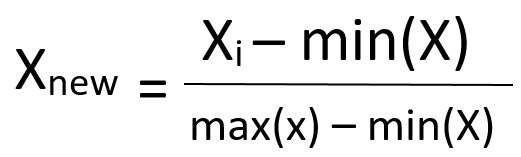 Xi – min(X)
Xnew =
max(x) – min(X)